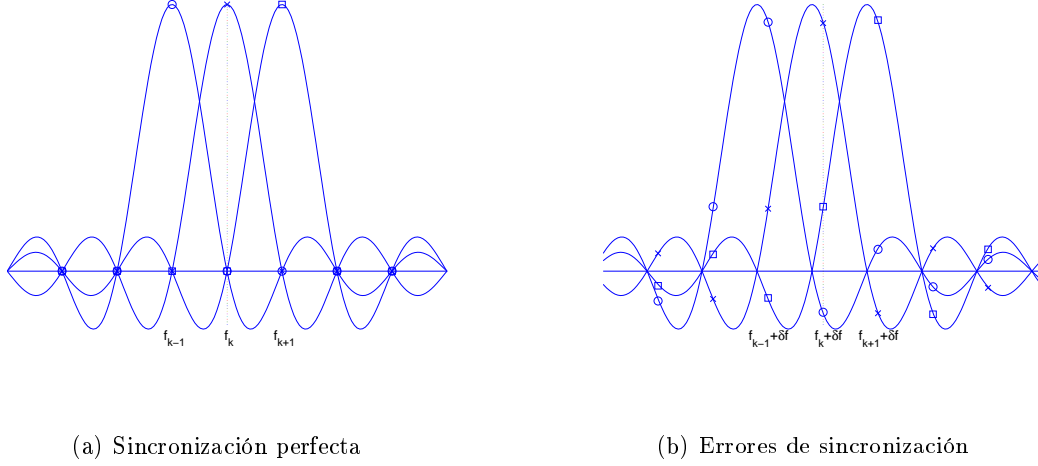 f_{k-1} f_k f_{k+1}
f_{k-1}+δf f_k+δf f_{k+1}+δf
(a) Sincronización perfecta
(b) Errores de sincronización